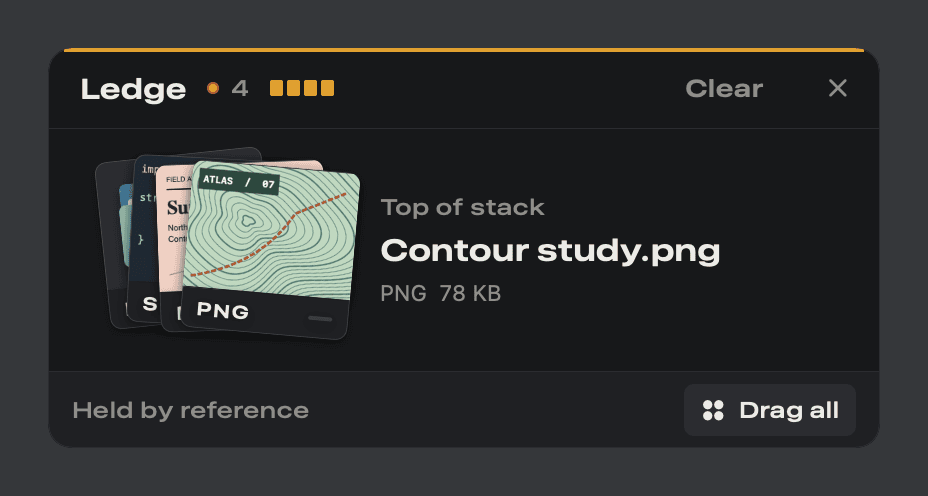 Ledge 4
Clear
ATLAS / 07
PNG
Top of stack
Contour study.png
PNG 78 KB
Held by reference
Drag all